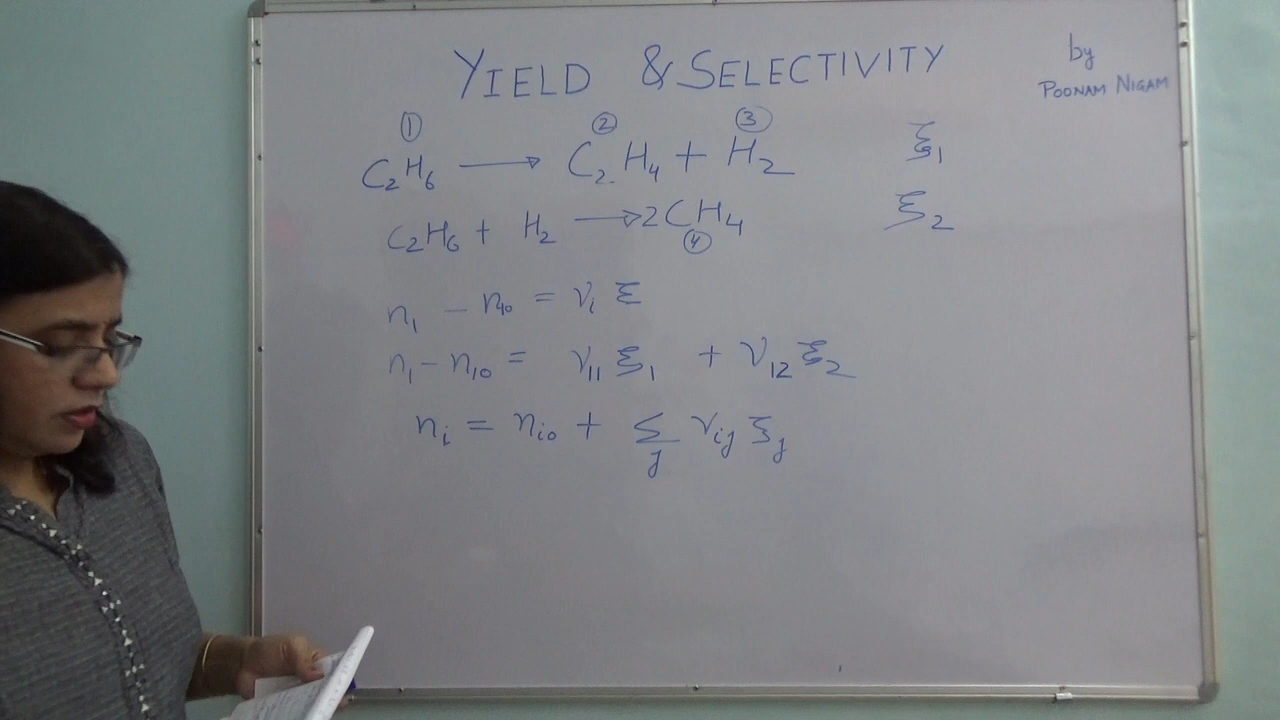 YIELD & SELECTIVITY
by
POONAM NIGAM
① ② ③
C₂H₆ → C₂H₄ + H₂ ξ₁
C₂H₆ + H₂ → 2CH₄ ξ₂
④
n₁ - n₁₀ = νᵢ ξ
n₁ - n₁₀ = ν₁₁ ξ₁ + ν₁₂ ξ₂
nᵢ = nᵢ₀ + Σ νᵢⱼ ξⱼ
j